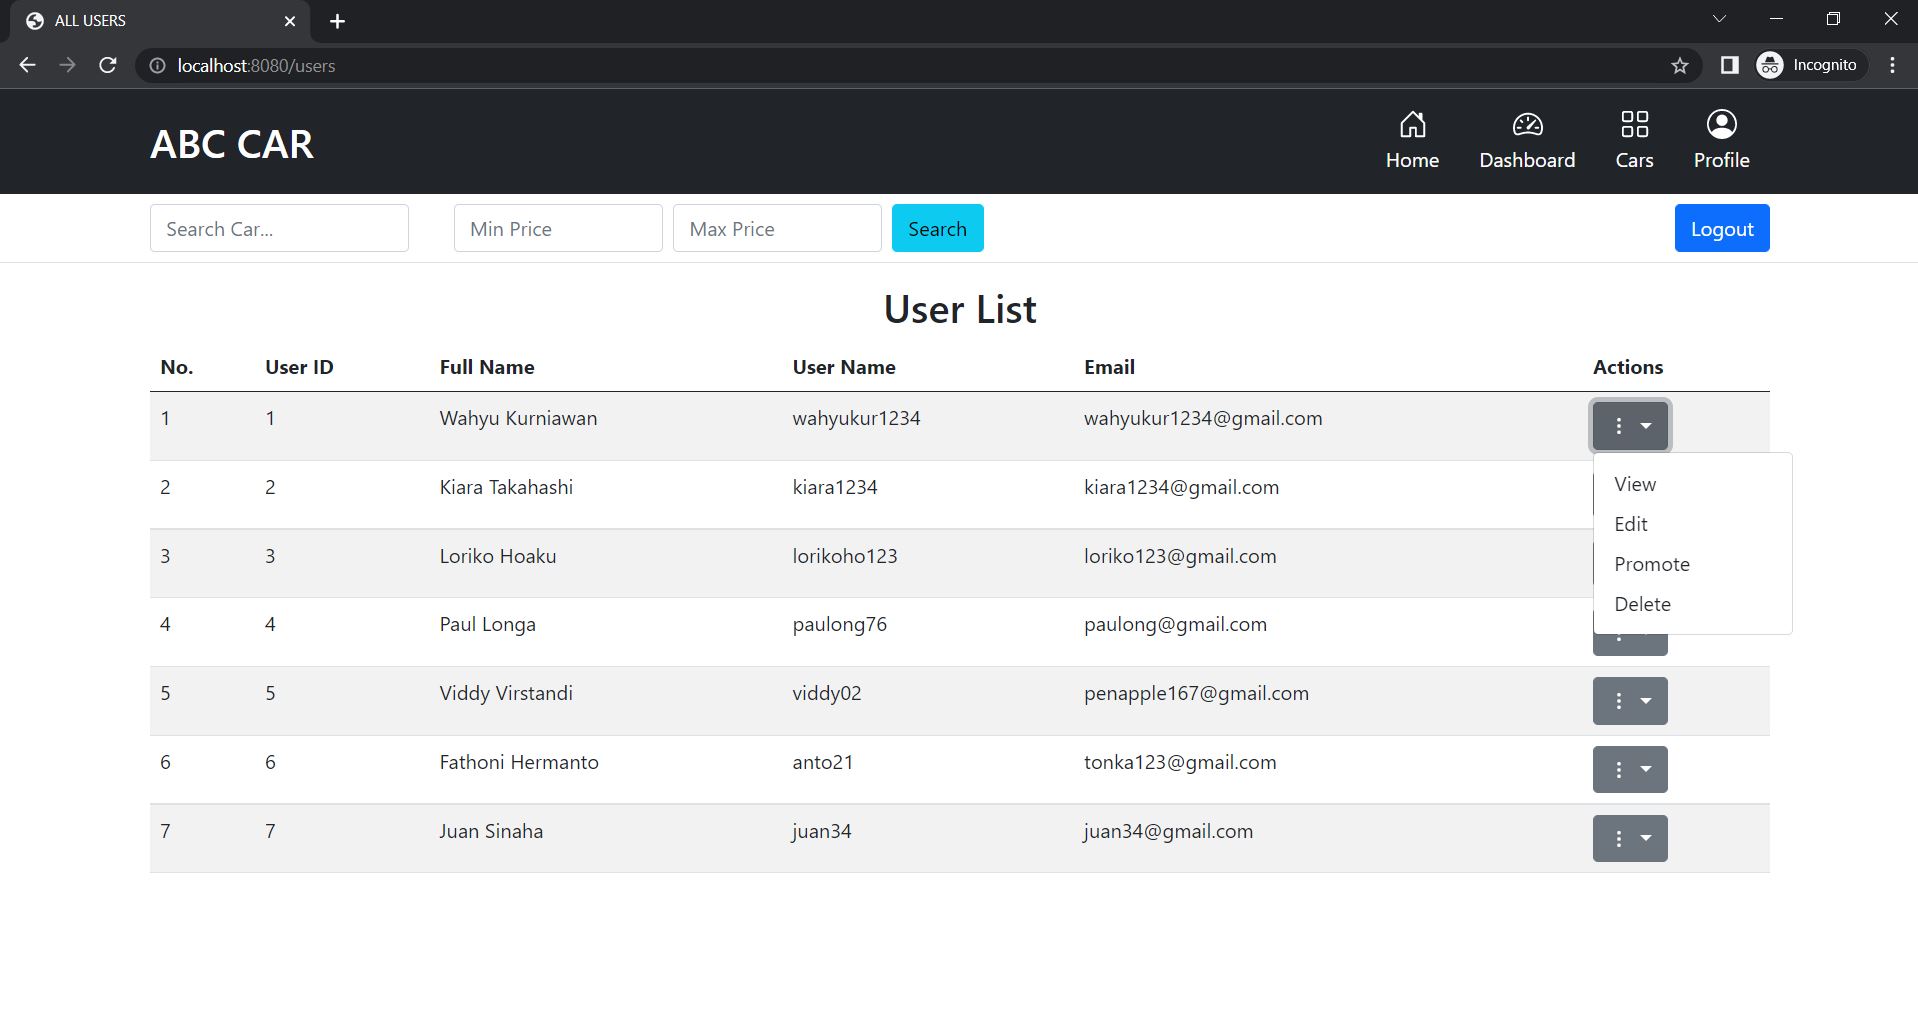 ALL USERS
localhost:8080/users
Incognito
ABC CAR
Home Dashboard Cars Profile
Search Car... Min Price Max Price Search Logout
User List
No. User ID Full Name User Name Email Actions
1 1 Wahyu Kurniawan wahyukur1234 wahyukur1234@gmail.com
2 2 Kiara Takahashi kiara1234 kiara1234@gmail.com
3 3 Loriko Hoaku lorikoho123 loriko123@gmail.com
4 4 Paul Longa paulong76 paulong@gmail.com
5 5 Viddy Virstandi viddy02 penapple167@gmail.com
6 6 Fathoni Hermanto anto21 tonka123@gmail.com
7 7 Juan Sinaha juan34 juan34@gmail.com
View
Edit
Promote
Delete